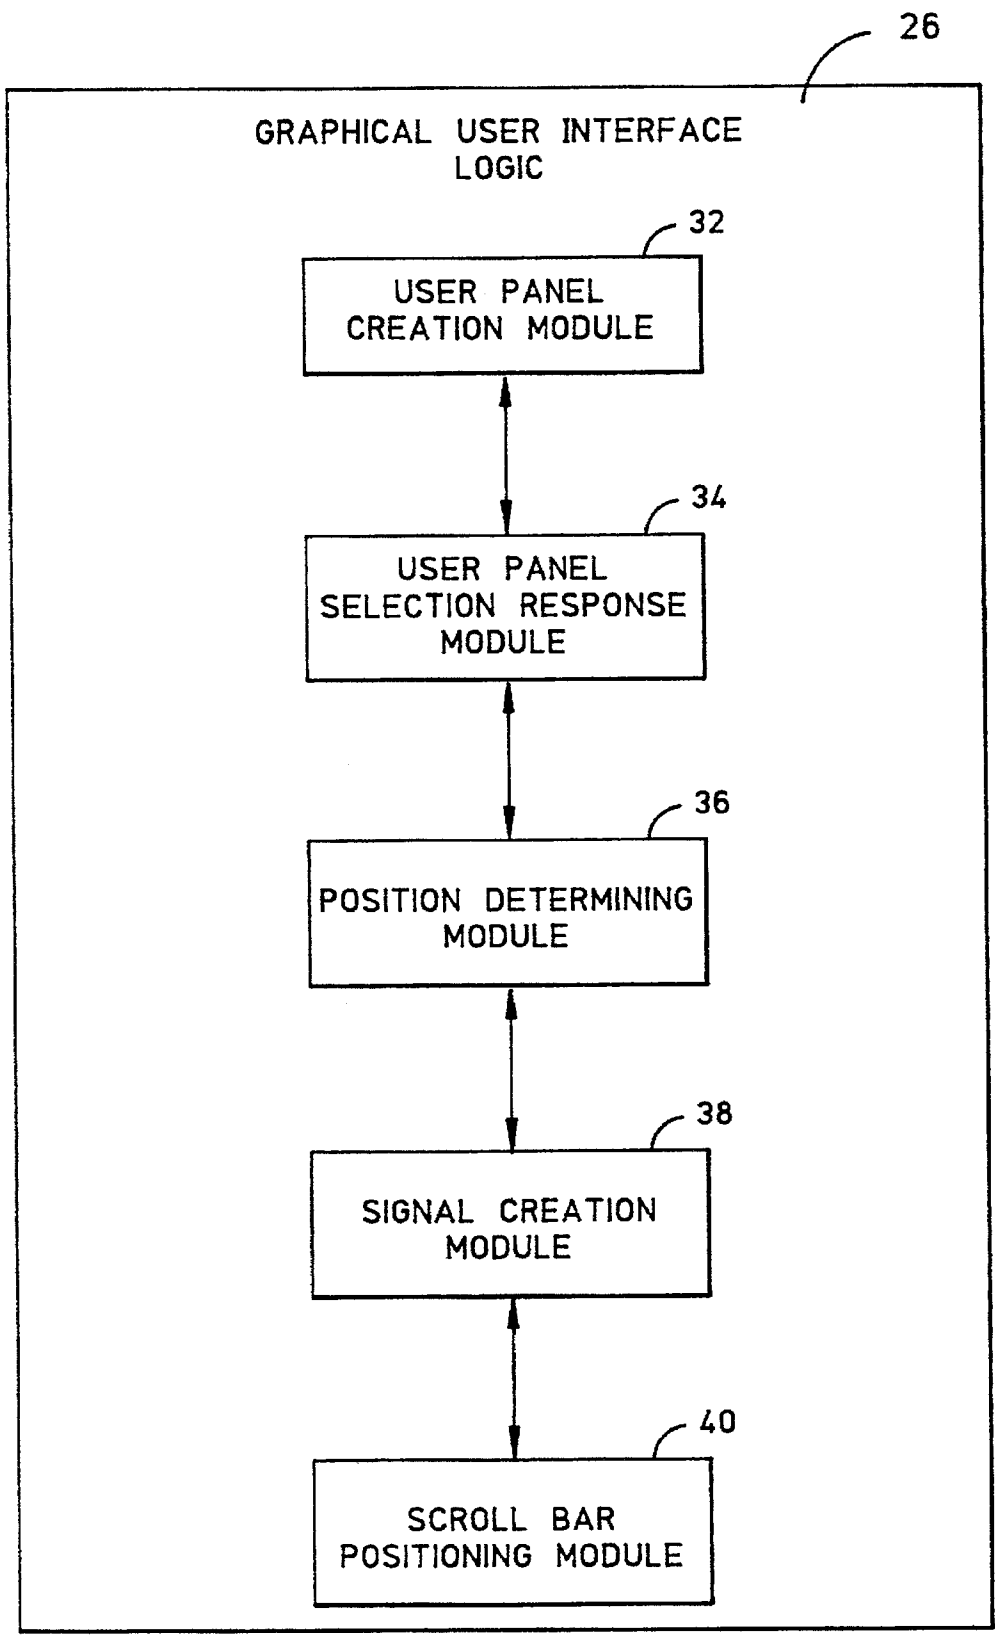 26
GRAPHICAL USER INTERFACE
LOGIC
32
USER PANEL
CREATION MODULE
34
USER PANEL
SELECTION RESPONSE
MODULE
36
POSITION DETERMINING
MODULE
38
SIGNAL CREATION
MODULE
40
SCROLL BAR
POSITIONING MODULE